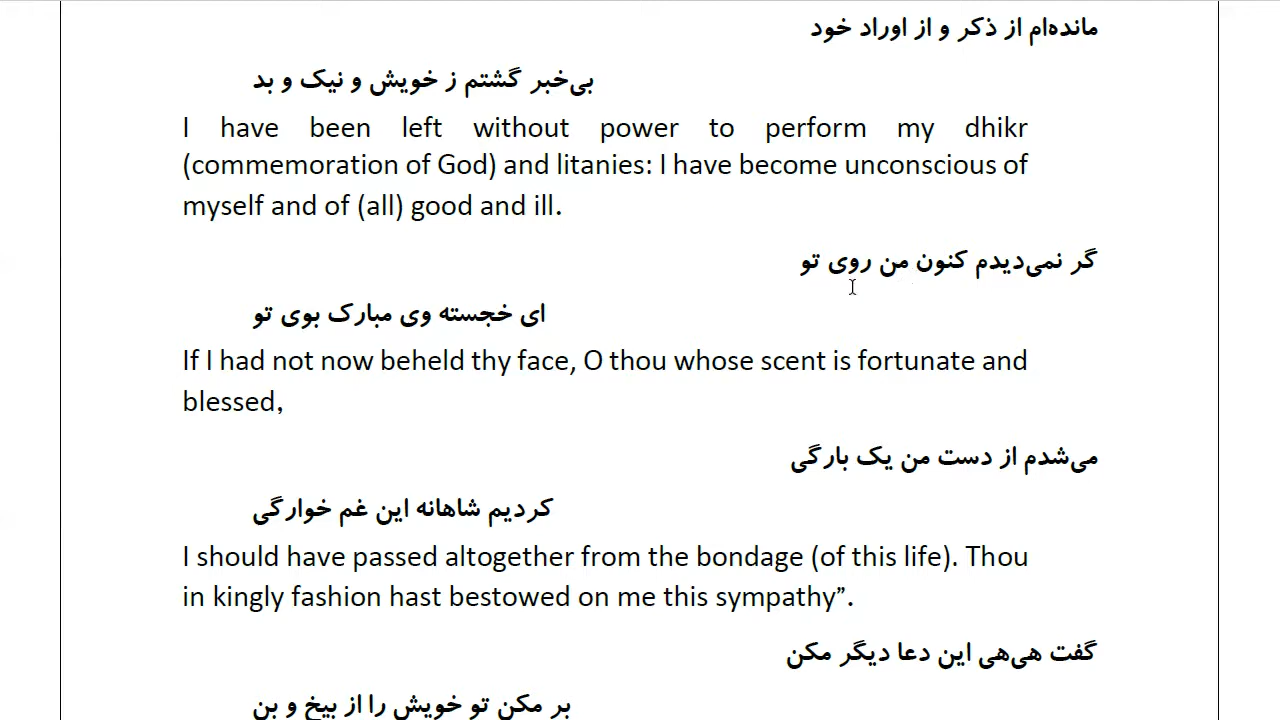 مانده‌ام از ذکر و از اوراد خود
بی‌خبر گشتم ز خویش و نیک و بد
I have been left without power to perform my dhikr
(commemoration of God) and litanies: I have become unconscious of
myself and of (all) good and ill.
گر نمی‌دیدم کنون من روی تو
ای خجسته وی مبارک بوی تو
If I had not now beheld thy face, O thou whose scent is fortunate and
blessed,
می‌شدم از دست من یک بارگی
کردیم شاهانه این غم خوارگی
I should have passed altogether from the bondage (of this life). Thou
in kingly fashion hast bestowed on me this sympathy”.
گفت هی‌هی این دعا دیگر مکن
بر مکن تو خویش را از بیخ و بن